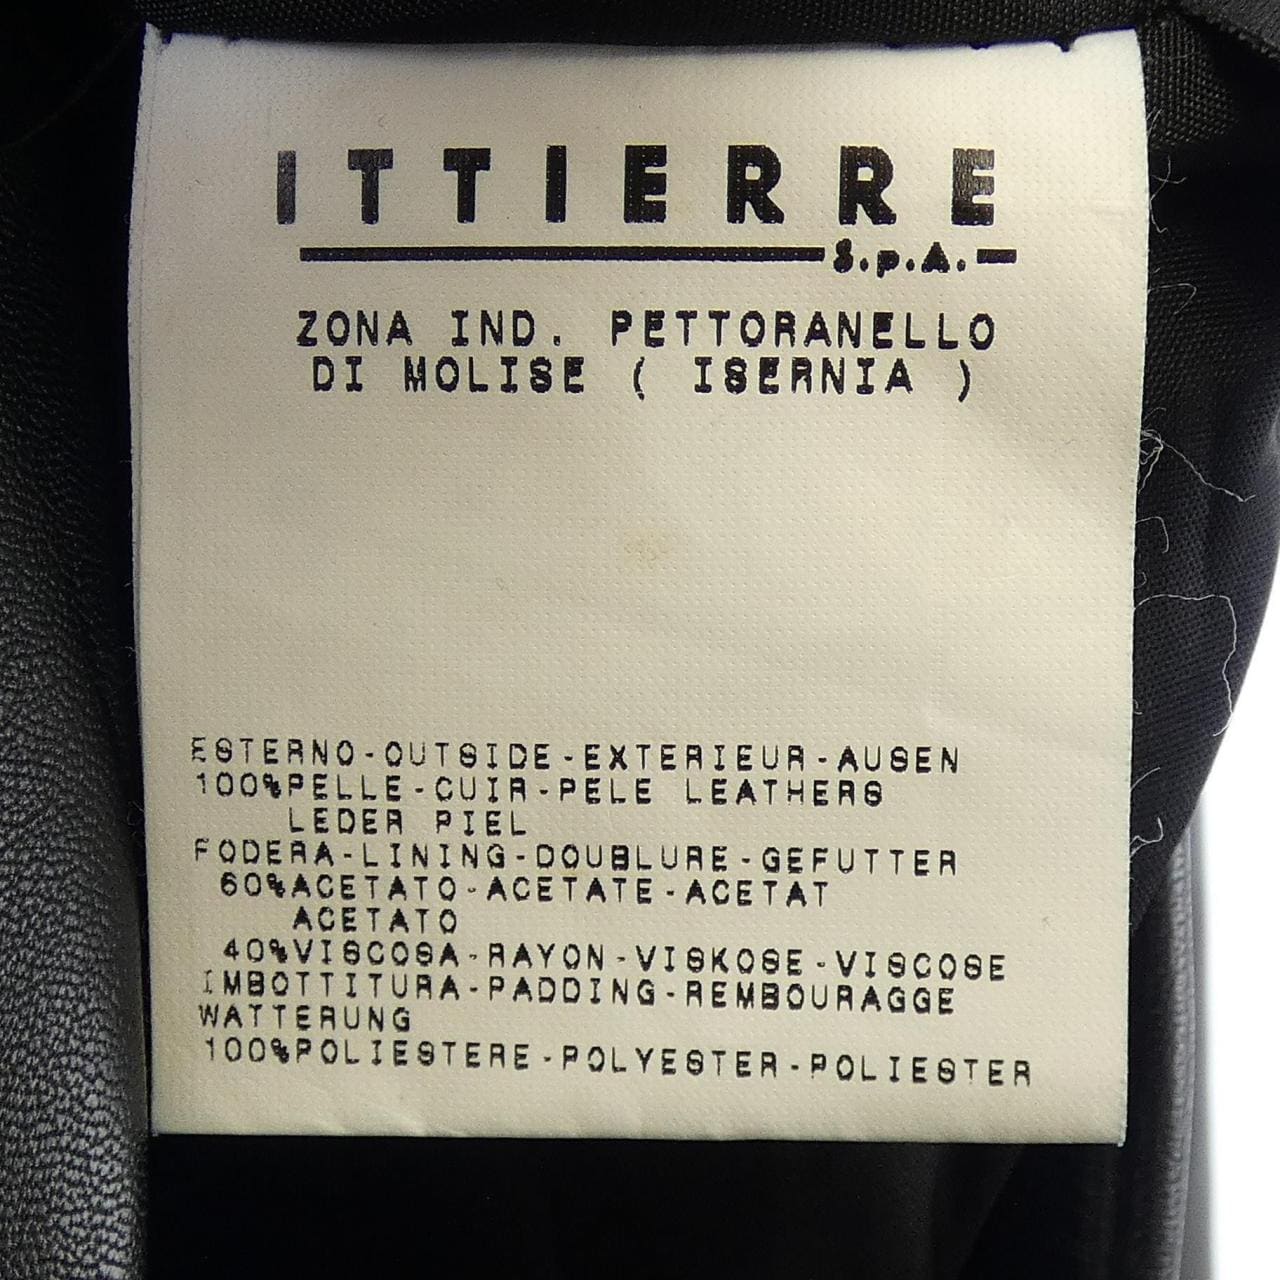 ITTIERRE
S.p.A.
ZONA IND. PETTORANELLO
DI MOLISE ( ISERNIA )
ESTERNO-OUTSIDE-EXTERIEUR-AUSEN
100%PELLE-CUIR-PELE LEATHERS
LEDER PIEL
FODERA-LINING-DOUBLURE-GEFUTTER
60%ACETATO-ACETATE-ACETAT
ACETATO
40%VISCOSA-RAYON-VISKOSE-VISCOSE
IMBOTTITURA-PADDING-REMBOURAGGE
WATTERUNG
100%POLIESTERE-POLYESTER-POLIESTER